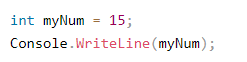 int myNum = 15;
Console.WriteLine(myNum);